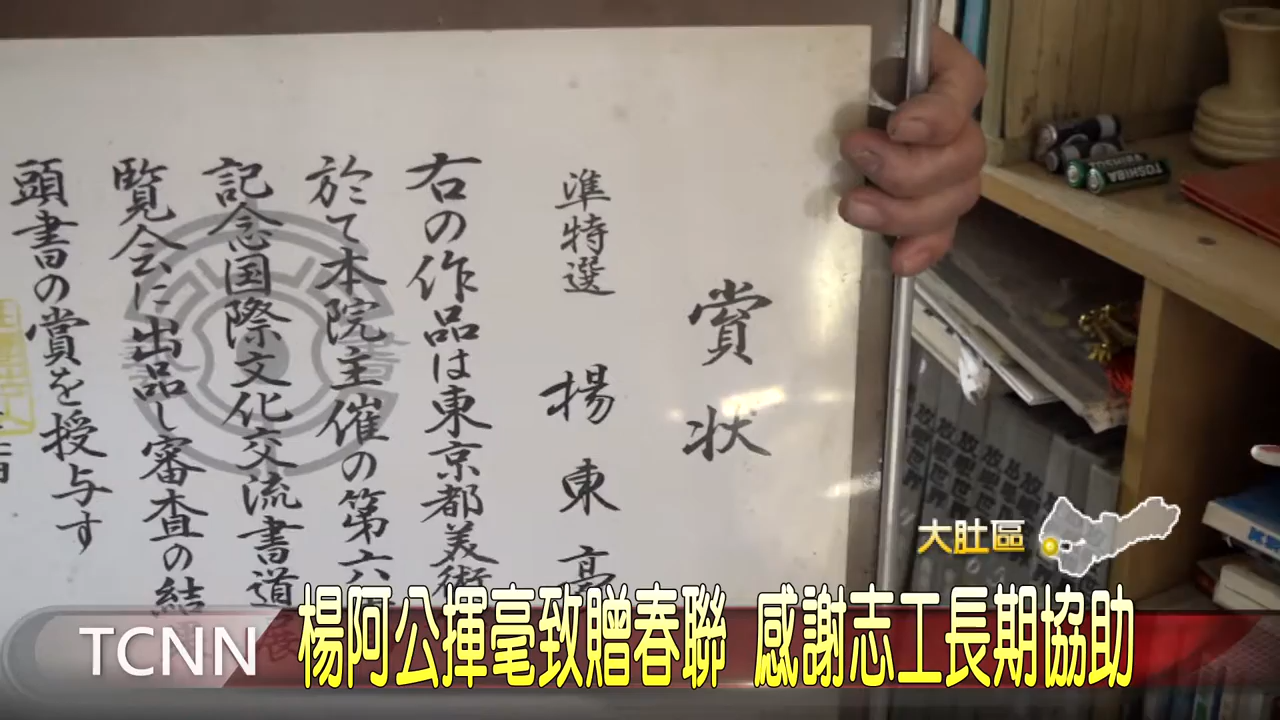 賞状
準特選 楊東
右の作品は東京都美術
於て本院主催の第六
記念国際文化交流書道
覧会に出品し審査の結
頭書の賞を授与す
TOSHIBA
大肚區
TCNN
楊阿公揮毫致贈春聯 感謝志工長期協助